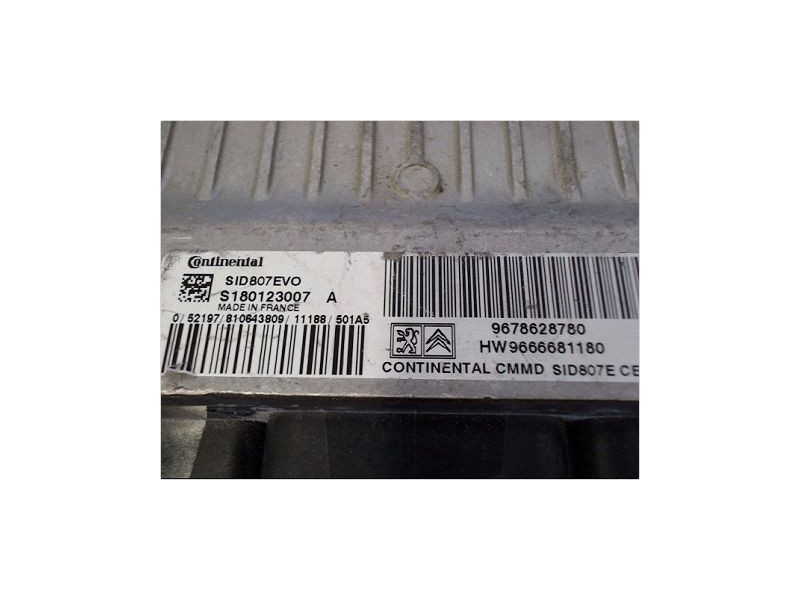 Continental
SID807EVO
S180123007 A
MADE IN FRANCE
0/52197/810643809/11188/501A5
9678628780
HW9666681180
CONTINENTAL CMMD SID807E CE